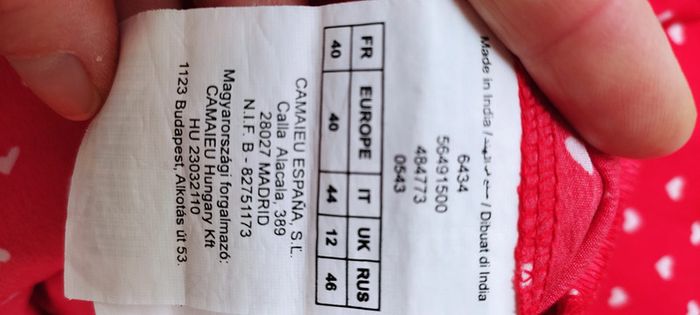 Made in India / صنع في الهند / Dibuat di India
6434
56491500
484773
0543
FR EUROPE IT UK RUS
40 40 44 12 46
CAMAIEU ESPAÑA, S.L.
Calla Alacala, 389
28027 MADRID
N.I.F. B - 82751173
Magyarországi forgalmazó:
CAMAIEU Hungary Kft
HU 23032110
1123 Budapest, Alkotás út 53.